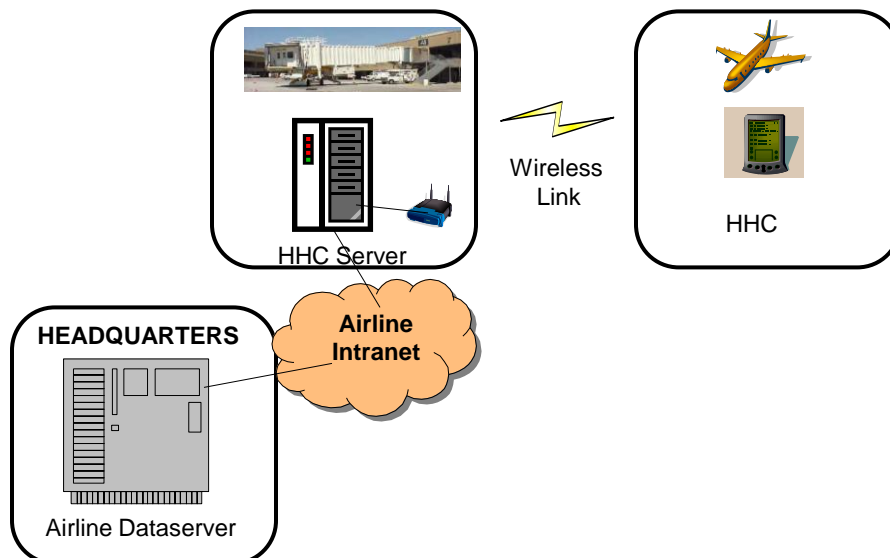 Wireless
Link
HHC
HHC Server
Airline
Intranet
HEADQUARTERS
Airline Dataserver